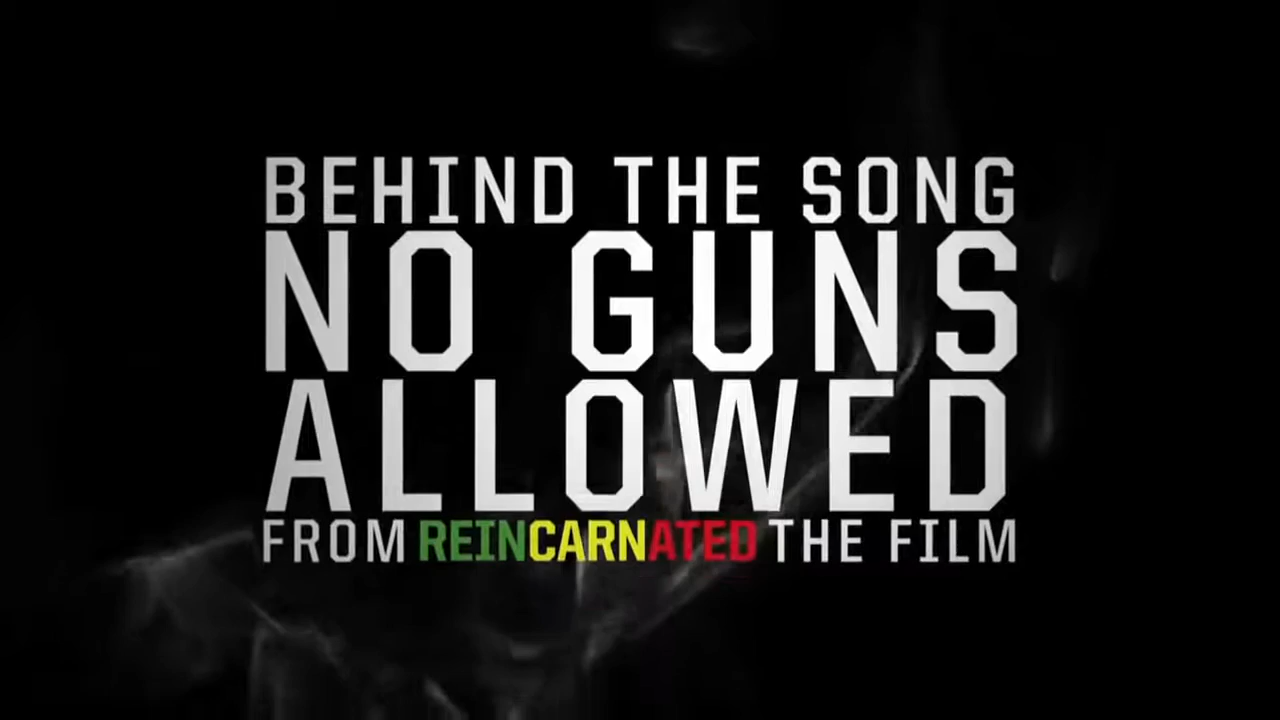 BEHIND THE SONG
NO GUNS
ALLOWED
FROM REINCARNATED THE FILM